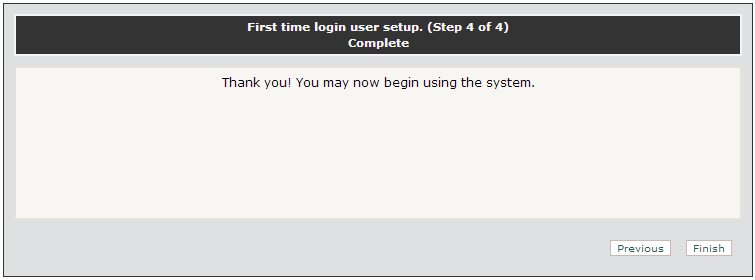 First time login user setup. (Step 4 of 4)
Complete
Thank you! You may now begin using the system.
Previous Finish